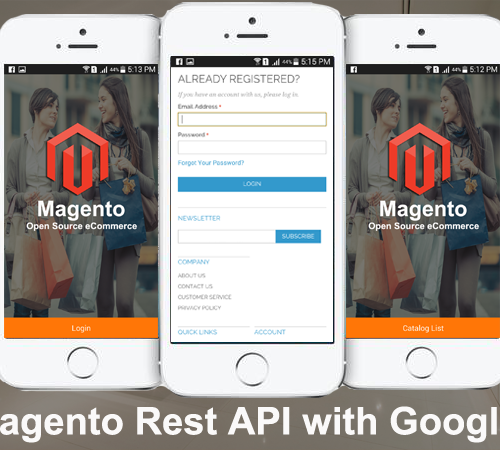 44% 5:13 PM
Magento
Open Source eCommerce
Login
44% 5:15 PM
ALREADY REGISTERED?
If you have an account with us, please log in.
Email Address *
Password *
Forgot Your Password?
LOGIN
NEWSLETTER
SUBSCRIBE
COMPANY
ABOUT US
CONTACT US
CUSTOMER SERVICE
PRIVACY POLICY
QUICK LINKS ACCOUNT
44% 5:12 PM
Magento
Open Source eCommerce
Catalog List
agento Rest API with Googl